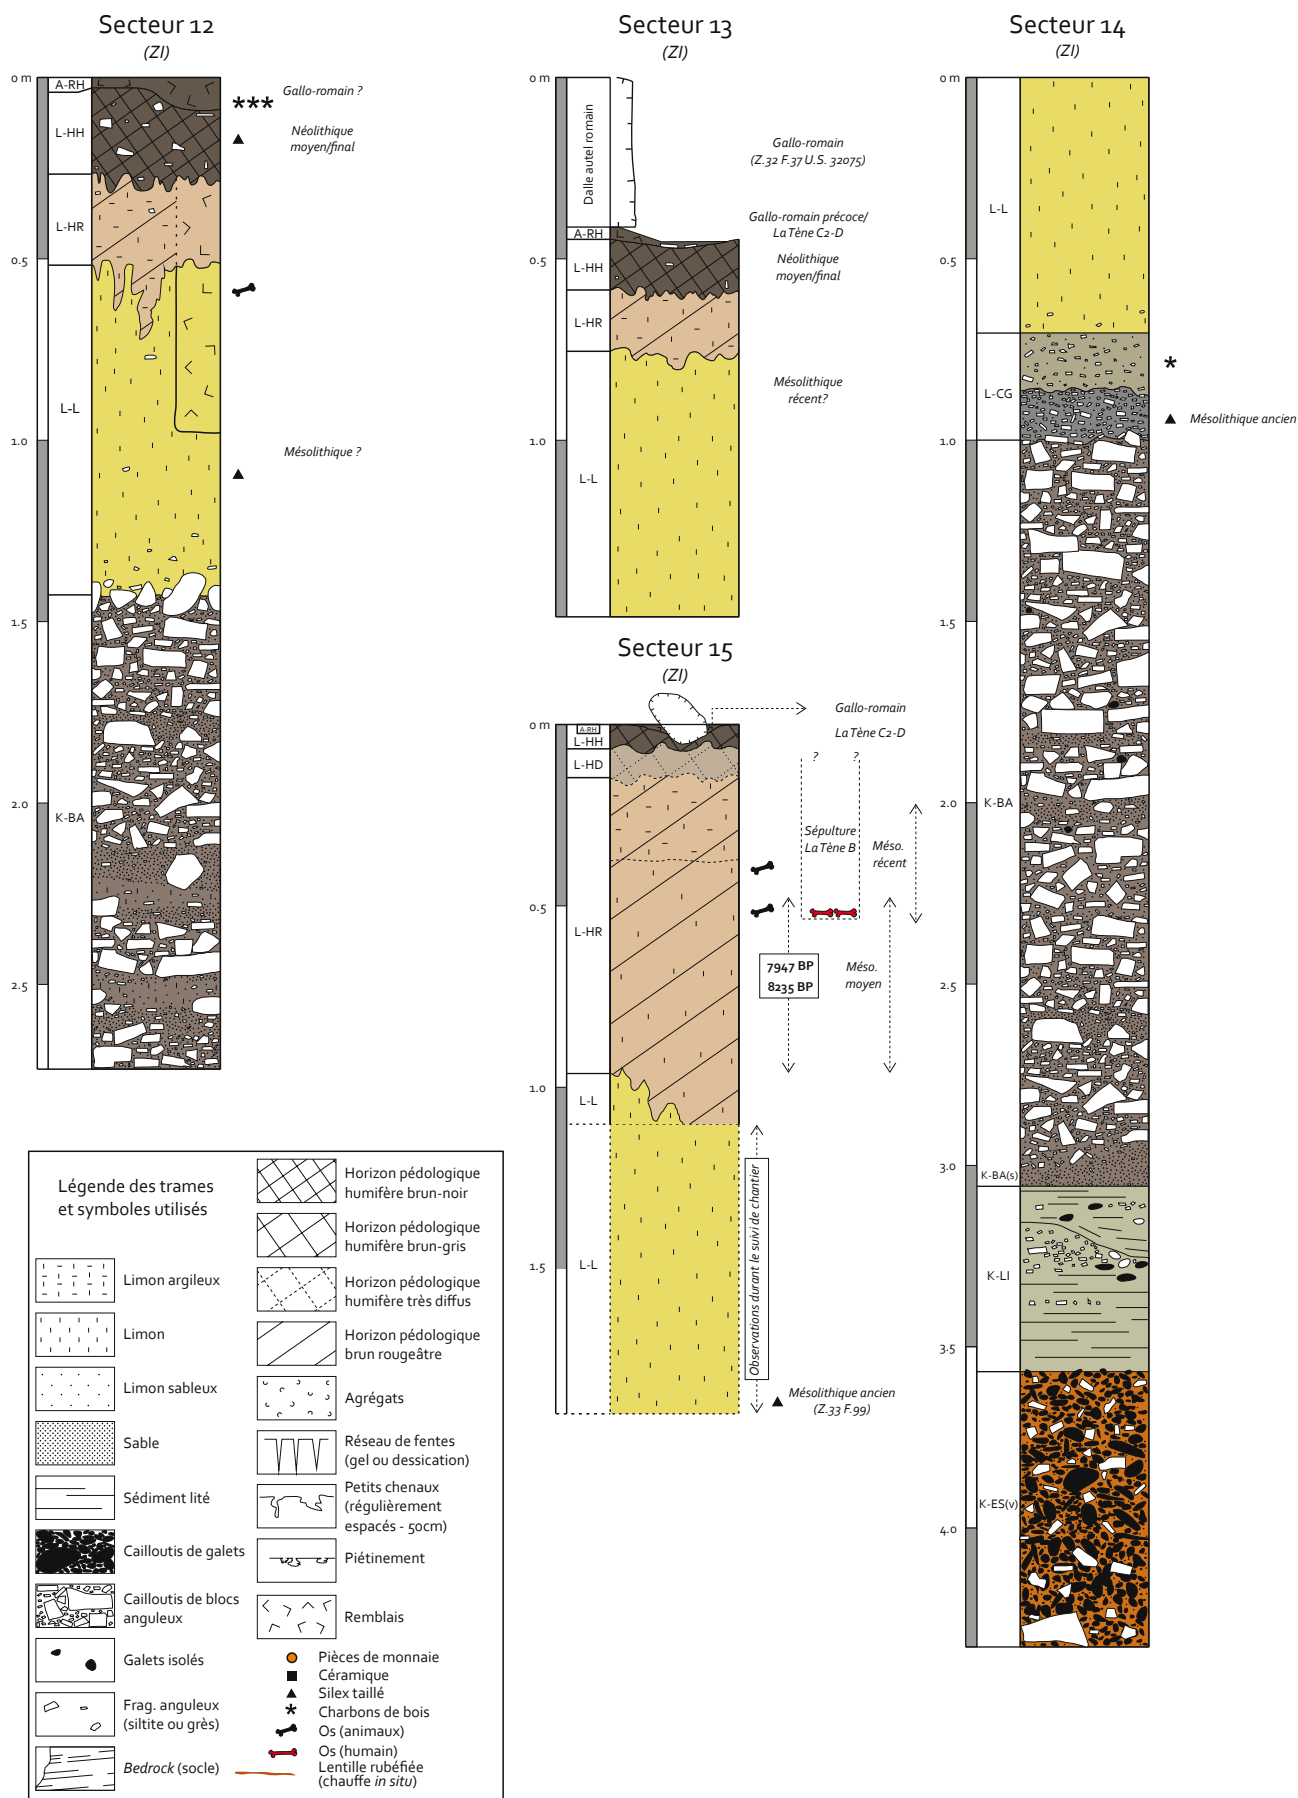 Secteur 12
(ZI)
0 m
A-RH
L-HH
L-HR
0.5
L-L
1.0
1.5
K-BA
2.0
2.5
Gallo-romain ?
Néolithique
moyen/final
Mésolithique ?
Secteur 13
(ZI)
0 m
Dalle autel romain
A-RH
L-HH
0.5
L-HR
1.0
L-L
Gallo-romain
(Z.32 F.37 U.S. 32075)
Gallo-romain précoce/
La Tène C2-D
Néolithique
moyen/final
Mésolithique
récent?
Secteur 15
(ZI)
0 m
A-RH
L-HH
L-HD
0.5
L-HR
1.0
L-L
1.5
L-L
Gallo-romain
La Tène C2-D
? ?
Sépulture
La Tène B
Méso.
récent
7947 BP
8235 BP
Méso.
moyen
Observations durant le suivi de chantier
Mésolithique ancien
(Z.33 F.99)
Secteur 14
(ZI)
0 m
L-L
0.5
L-CG
1.0
1.5
K-BA
2.0
2.5
3.0
K-BA(s)
K-LI
3.5
K-ES(v)
4.0
Mésolithique ancien
Légende des trames
et symboles utilisés
Limon argileux
Limon
Limon sableux
Sable
Sédiment lité
Cailloutis de galets
Cailloutis de blocs
anguleux
Galets isolés
Frag. anguleux
(siltite ou grès)
Bedrock (socle)
Horizon pédologique
humifère brun-noir
Horizon pédologique
humifère brun-gris
Horizon pédologique
humifère très diffus
Horizon pédologique
brun rougeâtre
Agrégats
Réseau de fentes
(gel ou dessication)
Petits chenaux
(régulièrement
espacés - 50cm)
Piétinement
Remblais
Pièces de monnaie
Céramique
Silex taillé
Charbons de bois
Os (animaux)
Os (humain)
Lentille rubéfiée
(chauffe in situ)